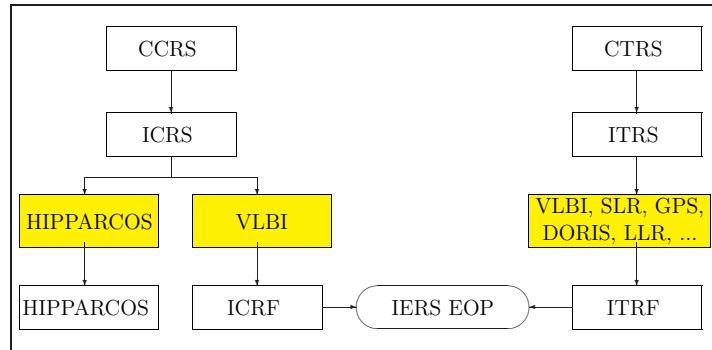 CCRS
CTRS
ICRS
ITRS
HIPPARCOS
VLBI
VLBI, SLR, GPS,
DORIS, LLR, ...
HIPPARCOS
ICRF
IERS EOP
ITRF